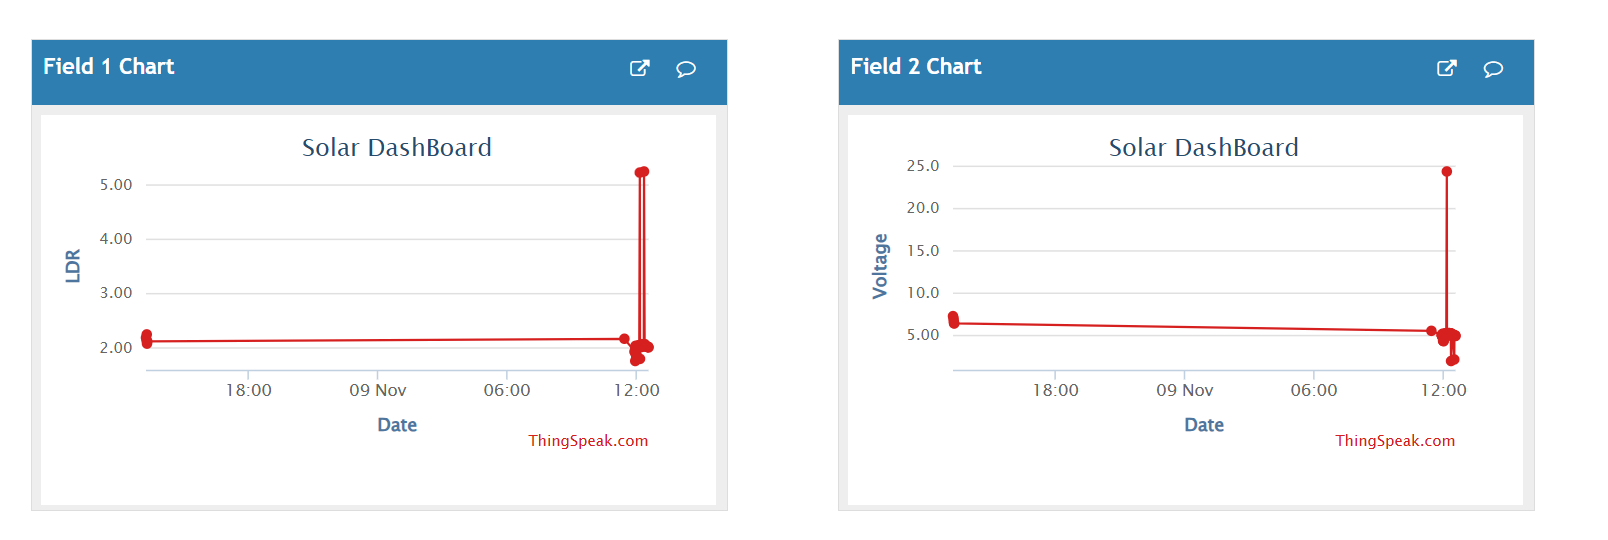 Field 1 Chart
Solar DashBoard
5.00
4.00
3.00
2.00
LDR
18:00
09 Nov
06:00
12:00
Date
ThingSpeak.com
Field 2 Chart
Solar DashBoard
25.0
20.0
15.0
10.0
5.00
Voltage
18:00
09 Nov
06:00
12:00
Date
ThingSpeak.com